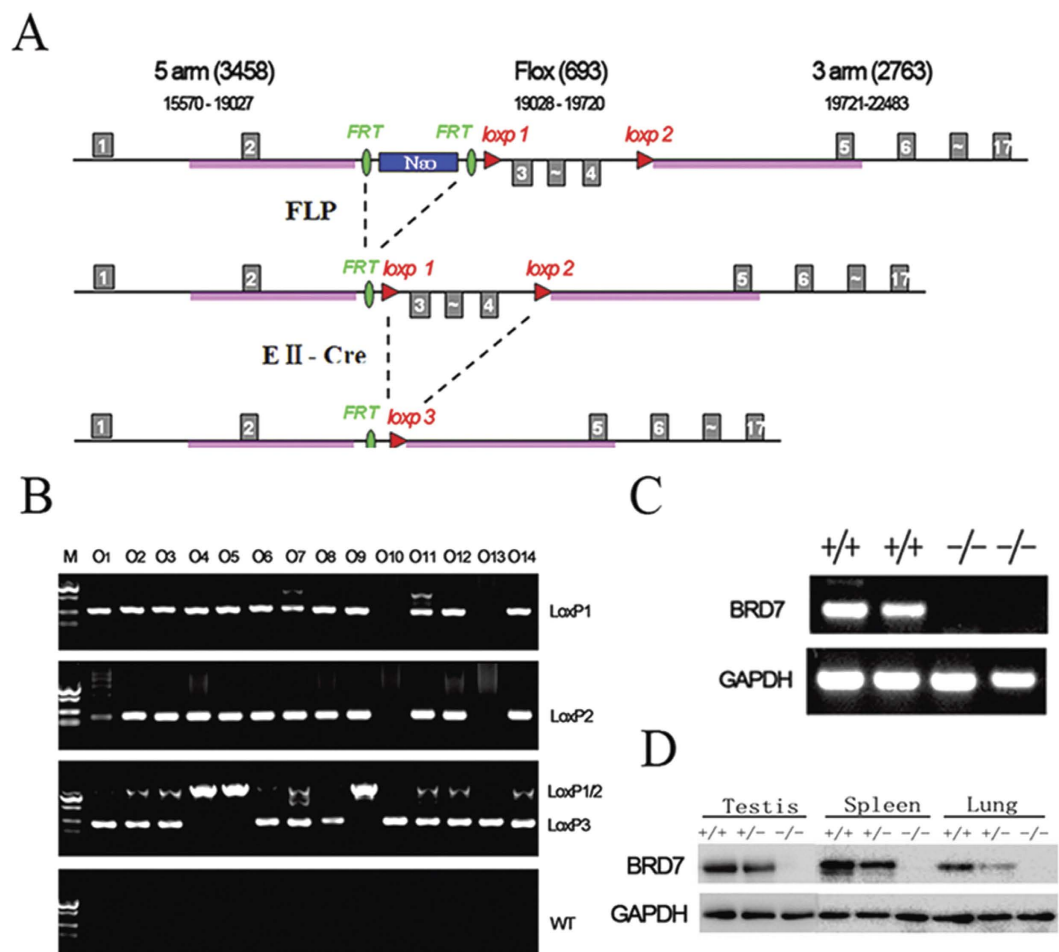 A
5 arm (3458)
Flox (693)
3 arm (2763)
15570 - 19027
19028 - 19720
19721-22483
FRT
FRT
loxp 1
loxp 2
1
2
Neo
3
~
4
5
6
~
17
FLP
FRT
loxp 1
loxp 2
1
2
3
~
4
5
6
~
17
E II - Cre
FRT
loxp 3
1
2
5
6
~
17
B
M O1 O2 O3 O4 O5 O6 O7 O8 O9 O10 O11 O12 O13 O14
LoxP1
LoxP2
LoxP1/2
LoxP3
WT
C
+/+ +/+ -/- -/-
BRD7
GAPDH
D
Testis Spleen Lung
+/+ +/- -/- +/+ +/- -/- +/+ +/- -/-
BRD7
GAPDH